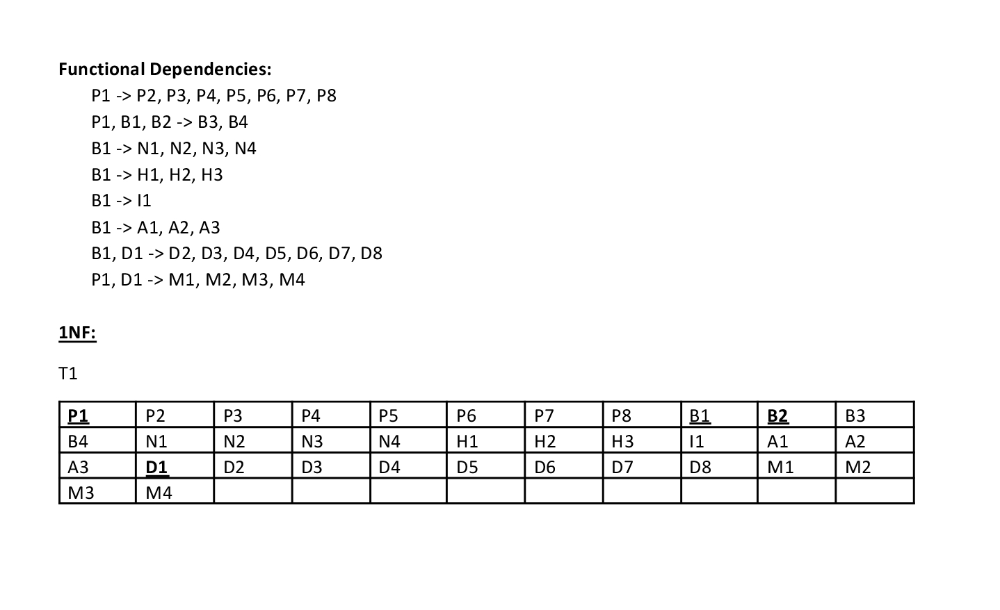 Functional Dependencies:
P1 -> P2, P3, P4, P5, P6, P7, P8
P1, B1, B2 -> B3, B4
B1 -> N1, N2, N3, N4
B1 -> H1, H2, H3
B1 -> I1
B1 -> A1, A2, A3
B1, D1 -> D2, D3, D4, D5, D6, D7, D8
P1, D1 -> M1, M2, M3, M4
1NF:
T1
P1 P2 P3 P4 P5 P6 P7 P8 B1 B2 B3
B4 N1 N2 N3 N4 H1 H2 H3 I1 A1 A2
A3 D1 D2 D3 D4 D5 D6 D7 D8 M1 M2
M3 M4